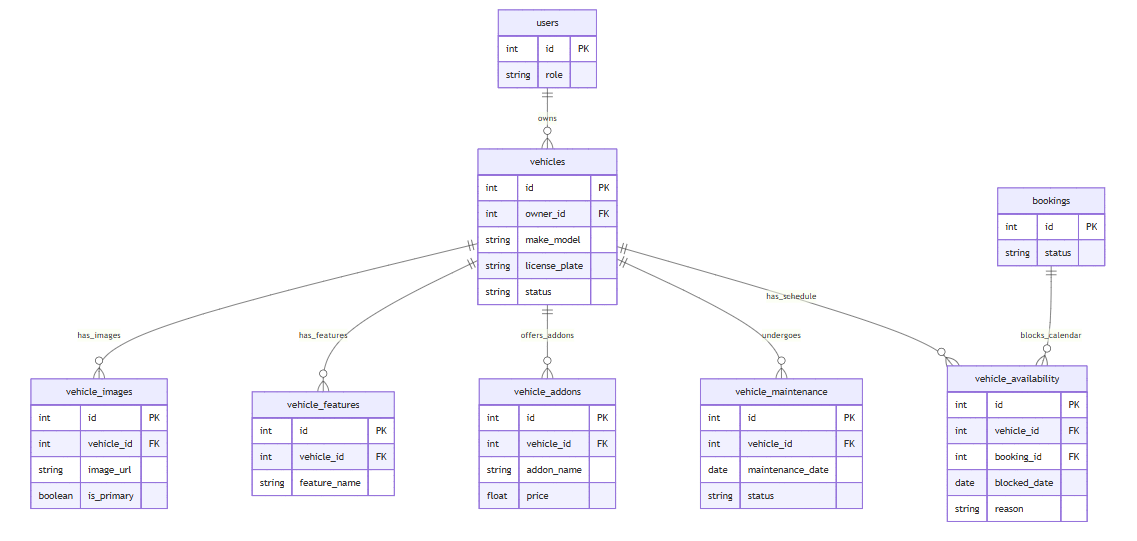 users
int id PK
string role
owns
vehicles
int id PK
int owner_id FK
string make_model
string license_plate
string status
bookings
int id PK
string status
has_images
has_features
offers_addons
undergoes
has_schedule
blocks_calendar
vehicle_images
int id PK
int vehicle_id FK
string image_url
boolean is_primary
vehicle_features
int id PK
int vehicle_id FK
string feature_name
vehicle_addons
int id PK
int vehicle_id FK
string addon_name
float price
vehicle_maintenance
int id PK
int vehicle_id FK
date maintenance_date
string status
vehicle_availability
int id PK
int vehicle_id FK
int booking_id FK
date blocked_date
string reason